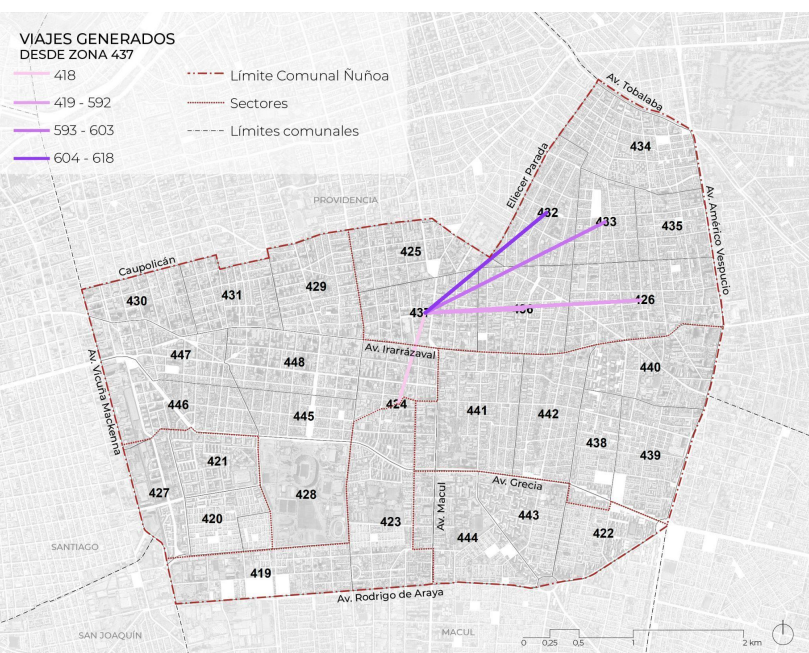 VIAJES GENERADOS
DESDE ZONA 437
418
419 - 592
593 - 603
604 - 618
Límite Comunal Ñuñoa
Sectores
Límites comunales
Av. Tobalaba
434
Eliecer Parada
PROVIDENCIA
432
433
435
Av. Américo Vespucio
425
Caupolicán
429
431
430
426
436
437
Av. Irarrázaval
447
448
440
Av. Vicuña Mackenna
446
445
424
441
442
438
439
421
Av. Grecia
427
428
Av. Macul
420
423
443
444
422
SANTIAGO
419
Av. Rodrigo de Araya
SAN JOAQUÍN
MACUL
0 0,25 0,5 1 2 km